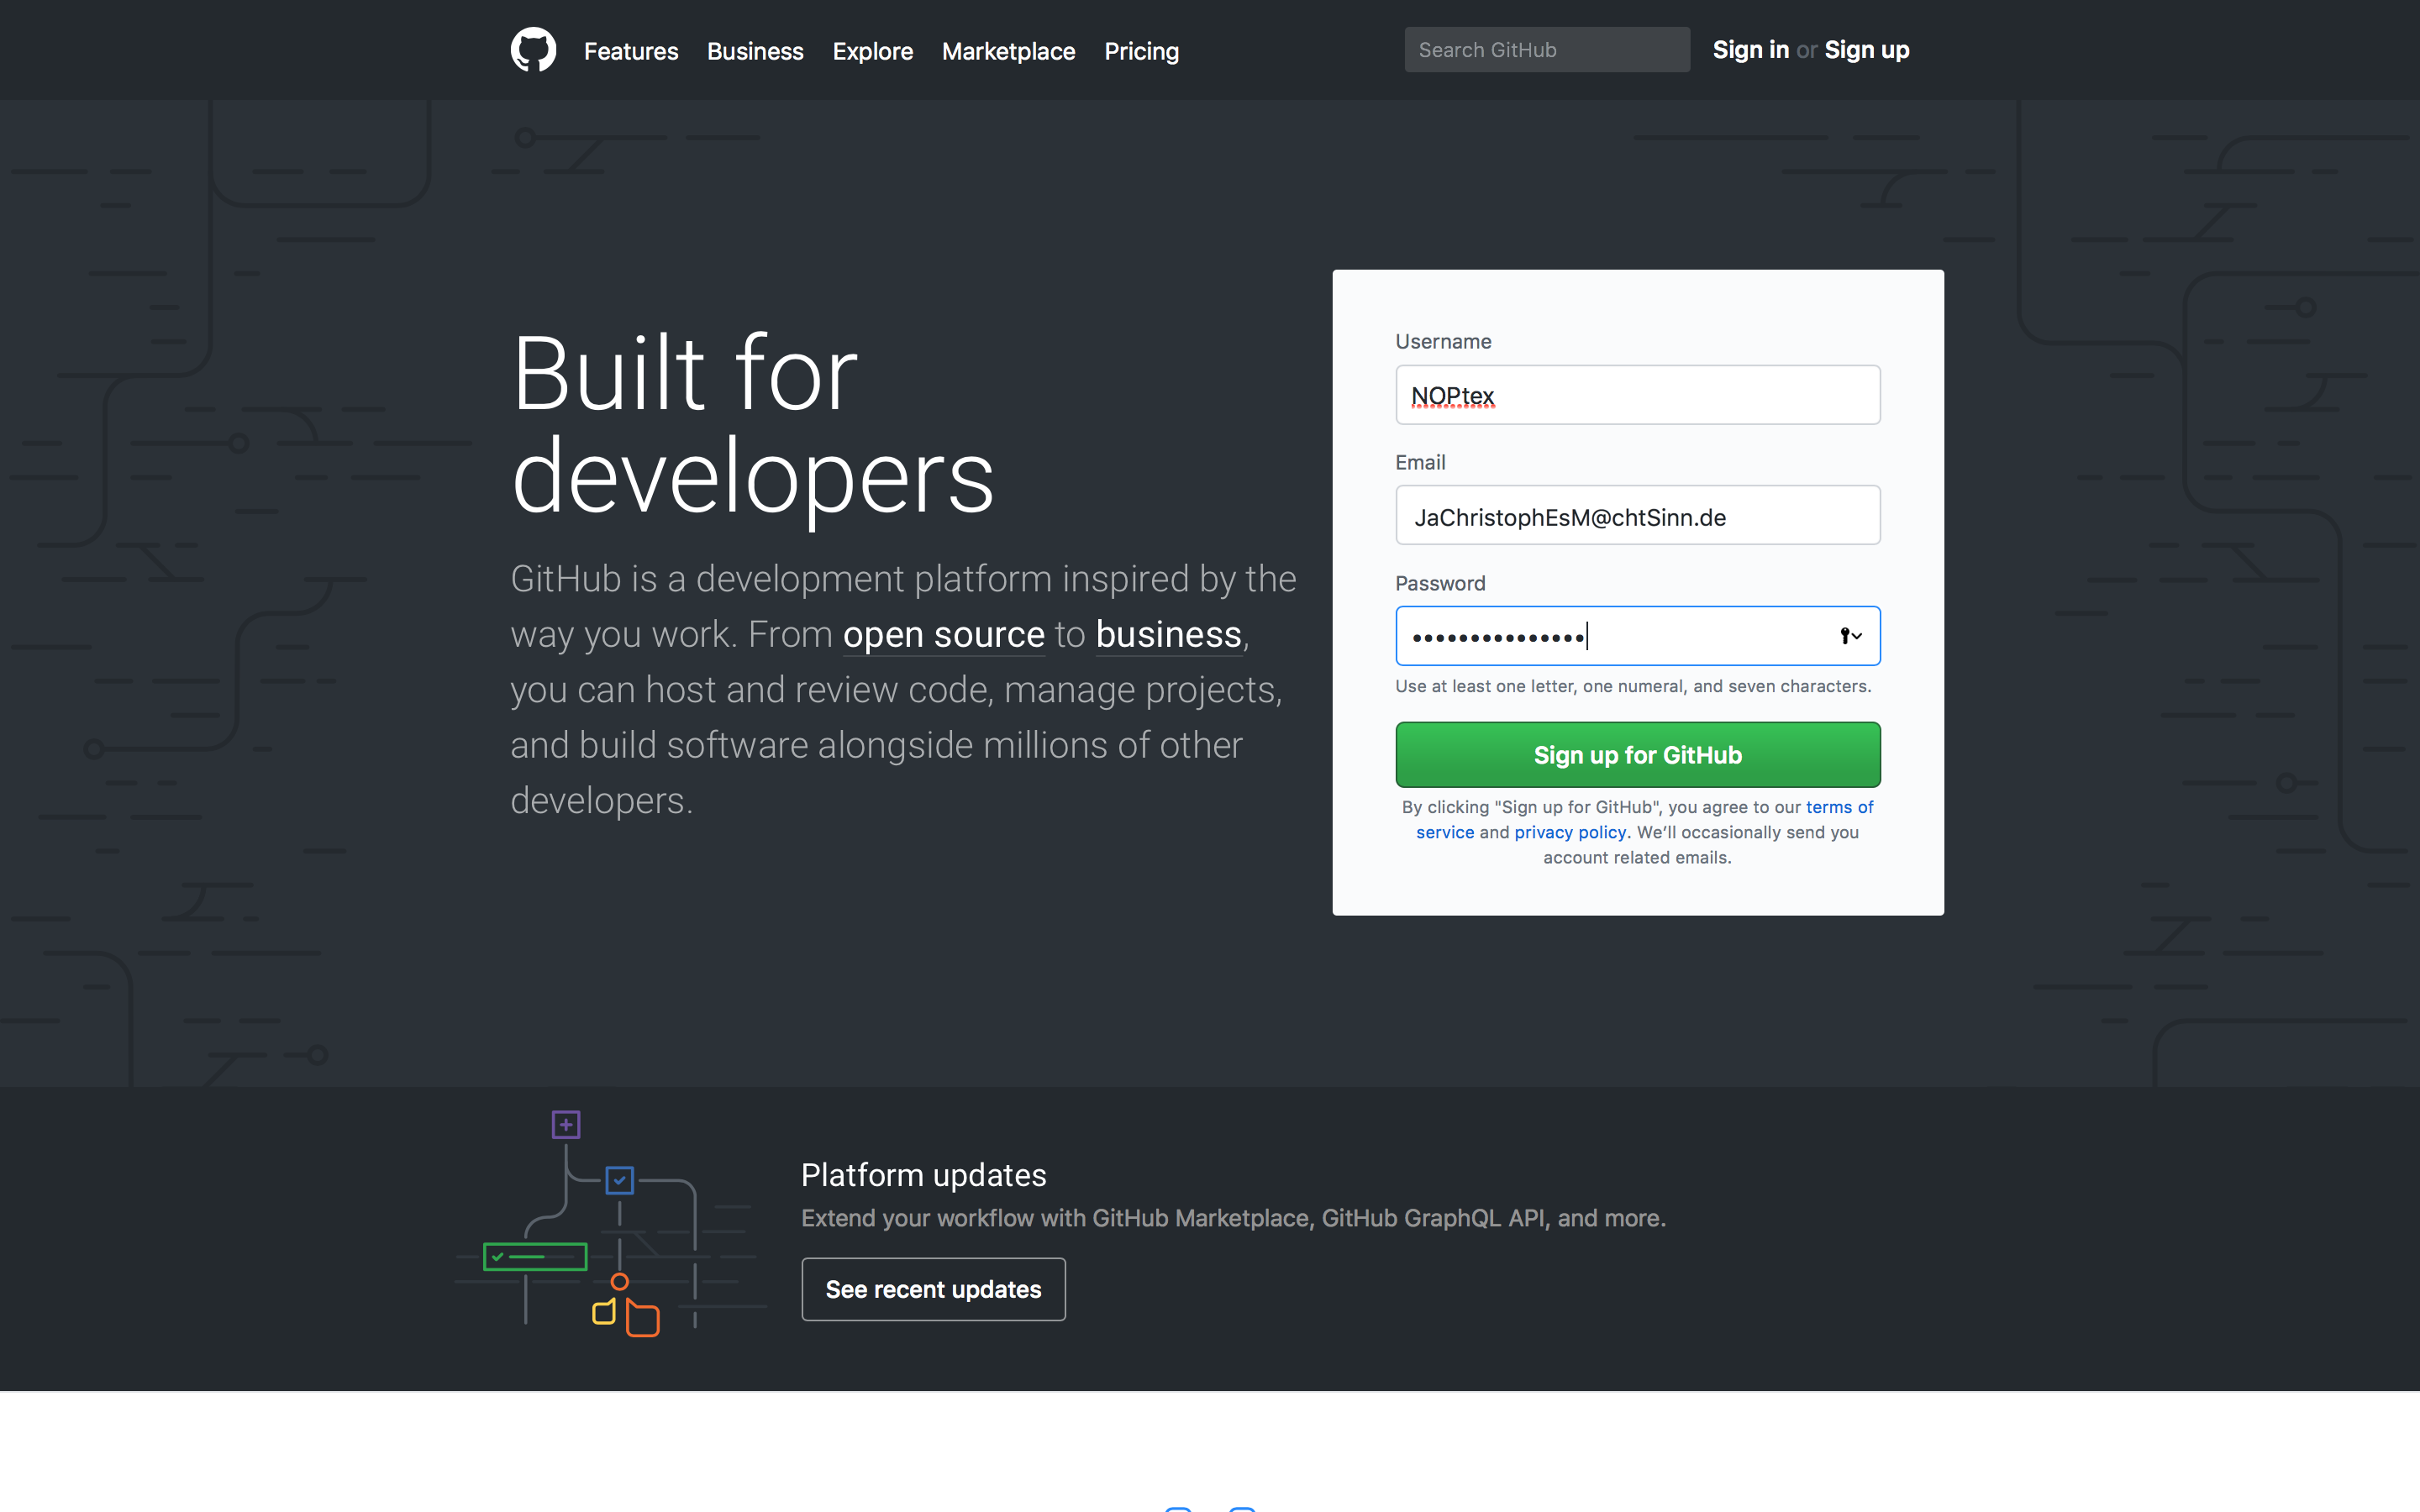 Features Business Explore Marketplace Pricing Search GitHub Sign in or Sign up
Built for
developers
GitHub is a development platform inspired by the
way you work. From open source to business,
you can host and review code, manage projects,
and build software alongside millions of other
developers.
Username
NOPtex
Email
JaChristophEsM@chtSinn.de
Password
•••••••••••••••
Use at least one letter, one numeral, and seven characters.
Sign up for GitHub
By clicking "Sign up for GitHub", you agree to our terms of
service and privacy policy. We’ll occasionally send you
account related emails.
Platform updates
Extend your workflow with GitHub Marketplace, GitHub GraphQL API, and more.
See recent updates